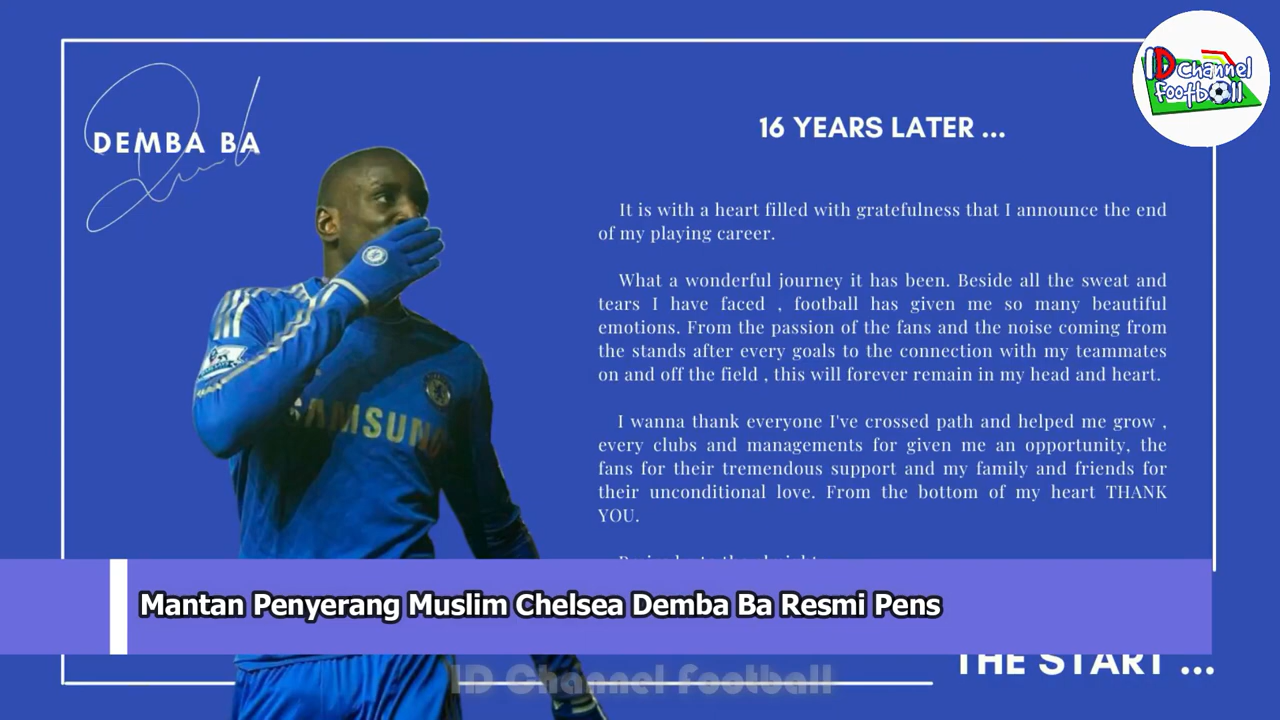 DEMBA BA
ID Channel
football
16 YEARS LATER ...
It is with a heart filled with gratefulness that I announce the end
of my playing career.
What a wonderful journey it has been. Beside all the sweat and
tears I have faced , football has given me so many beautiful
emotions. From the passion of the fans and the noise coming from
the stands after every goals to the connection with my teammates
on and off the field , this will forever remain in my head and heart.
I wanna thank everyone I've crossed path and helped me grow ,
every clubs and managements for given me an opportunity, the
fans for their tremendous support and my family and friends for
their unconditional love. From the bottom of my heart THANK
YOU.
SAMSUNG
Mantan Penyerang Muslim Chelsea Demba Ba Resmi Pens
THE START ...
ID Channel Football